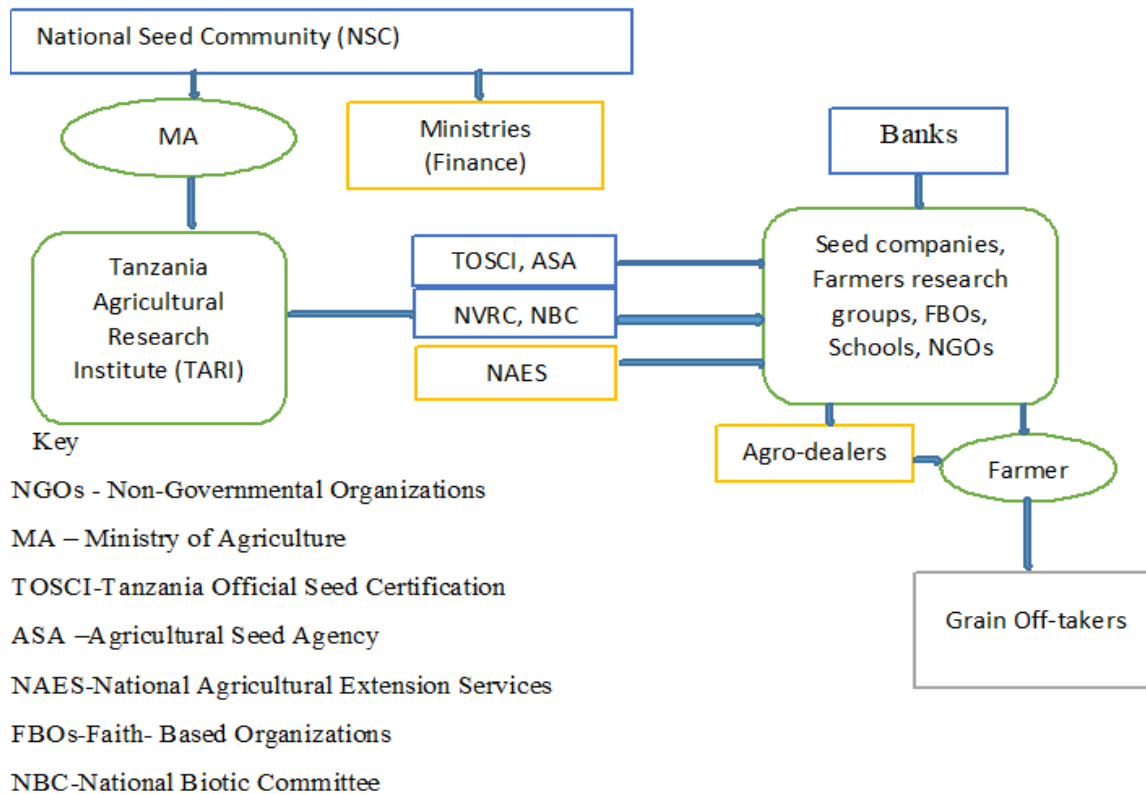 National Seed Community (NSC)
MA
Ministries
(Finance)
Banks
Tanzania
Agricultural
Research
Institute (TARI)
TOSCI, ASA
NVRC, NBC
NAES
Seed companies,
Farmers research
groups, FBOs,
Schools, NGOs
Agro-dealers
Farmer
Grain Off-takers
Key
NGOs - Non-Governmental Organizations
MA – Ministry of Agriculture
TOSCI-Tanzania Official Seed Certification
ASA –Agricultural Seed Agency
NAES-National Agricultural Extension Services
FBOs-Faith- Based Organizations
NBC-National Biotic Committee